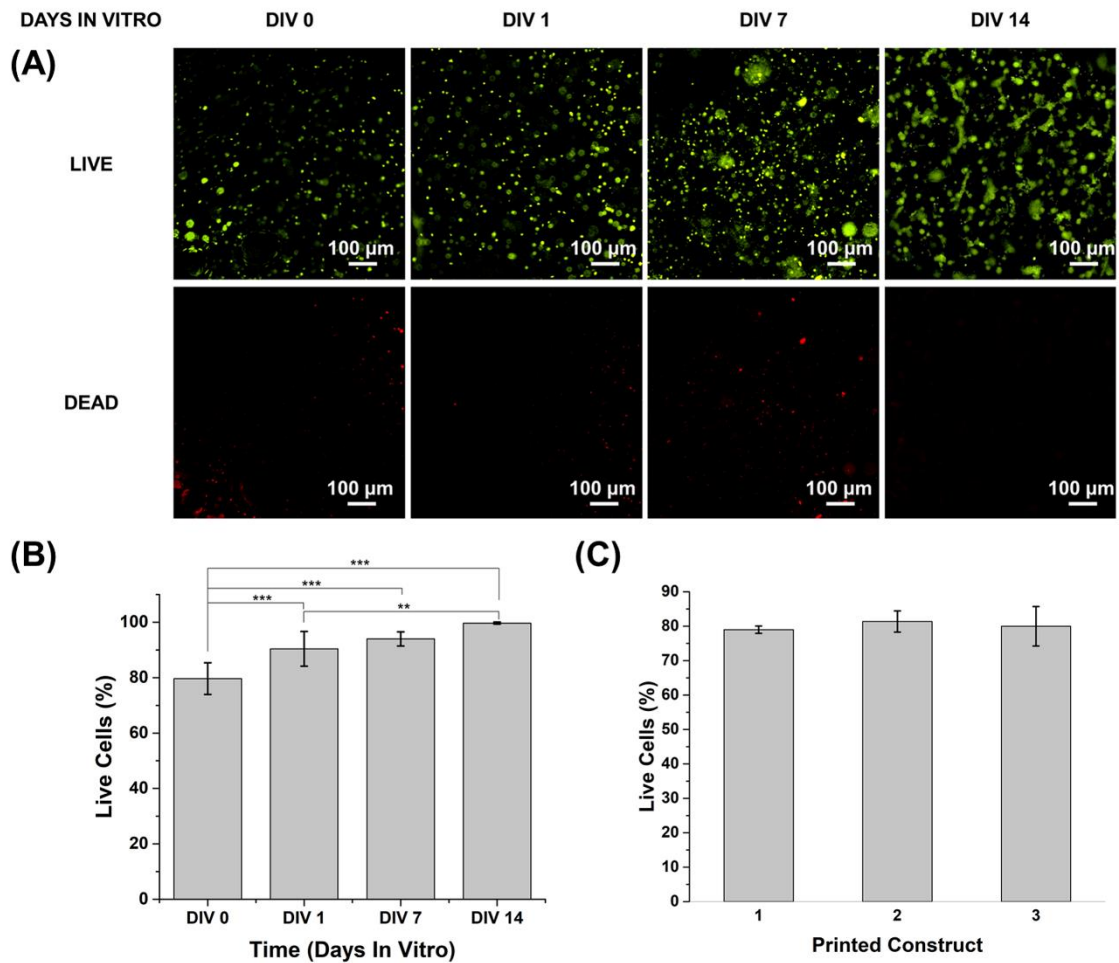 DAYS IN VITRO DIV 0 DIV 1 DIV 7 DIV 14
(A)
LIVE
100 µm 100 µm 100 µm 100 µm
DEAD
100 µm 100 µm 100 µm 100 µm
(B)
***
***
*** **
100
80
60
40
20
0
Live Cells (%)
DIV 0 DIV 1 DIV 7 DIV 14
Time (Days In Vitro)
(C)
90
80
70
60
50
40
30
20
10
0
Live Cells (%)
1 2 3
Printed Construct